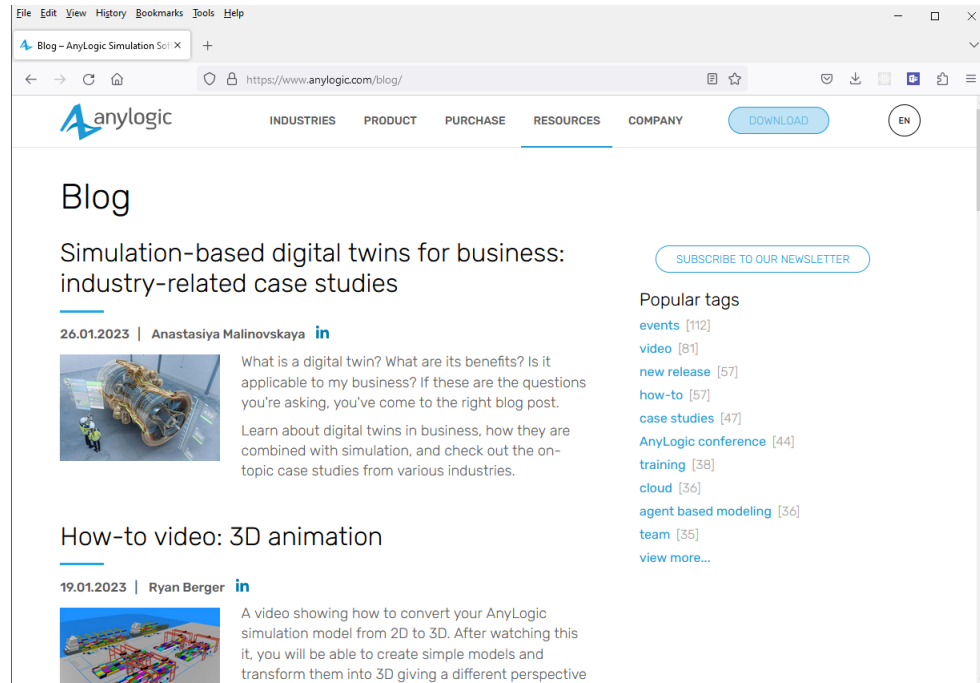 File Edit View History Bookmarks Tools Help
Blog – AnyLogic Simulation Sof
https://www.anylogic.com/blog/
anylogic
INDUSTRIES PRODUCT PURCHASE RESOURCES COMPANY DOWNLOAD EN
Blog
Simulation-based digital twins for business:
industry-related case studies
26.01.2023 | Anastasiya Malinovskaya in
What is a digital twin? What are its benefits? Is it
applicable to my business? If these are the questions
you're asking, you've come to the right blog post.
Learn about digital twins in business, how they are
combined with simulation, and check out the on-
topic case studies from various industries.
How-to video: 3D animation
19.01.2023 | Ryan Berger in
A video showing how to convert your AnyLogic
simulation model from 2D to 3D. After watching this
it, you will be able to create simple models and
transform them into 3D giving a different perspective
SUBSCRIBE TO OUR NEWSLETTER
Popular tags
events [112]
video [81]
new release [57]
how-to [57]
case studies [47]
AnyLogic conference [44]
training [38]
cloud [36]
agent based modeling [36]
team [35]
view more...